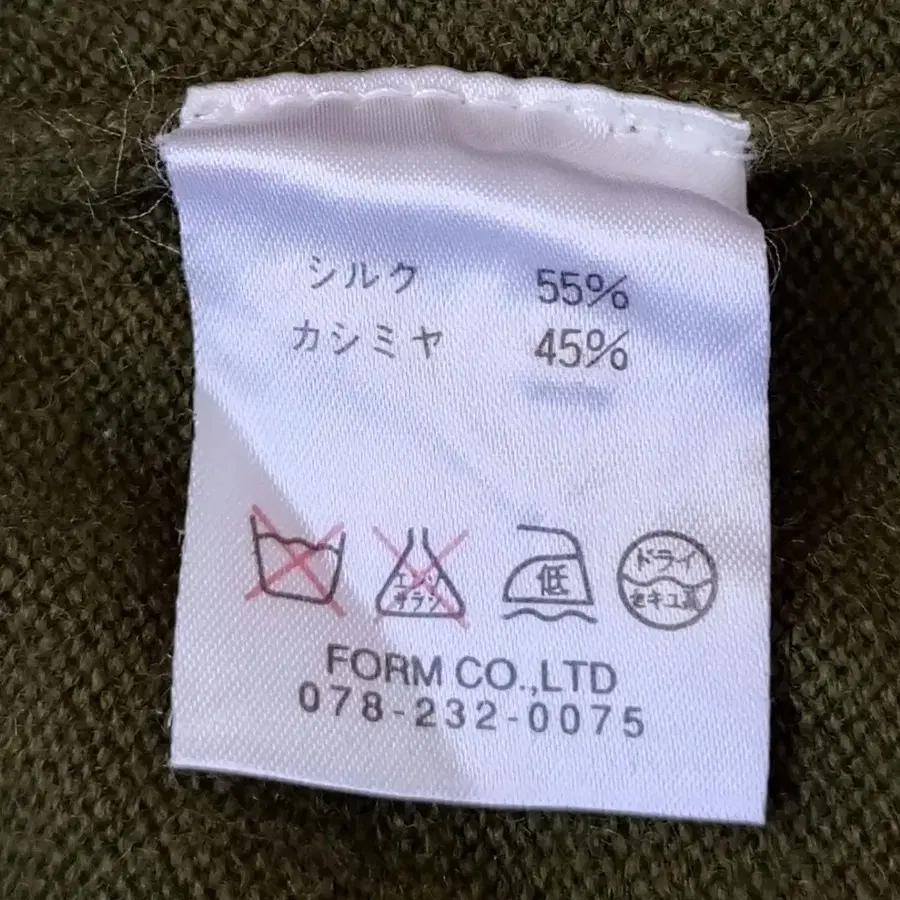 シルク 55%
カシミヤ 45%
エンソ
サラシ
低
ドライ
セキユ系
FORM CO.,LTD
078-232-0075